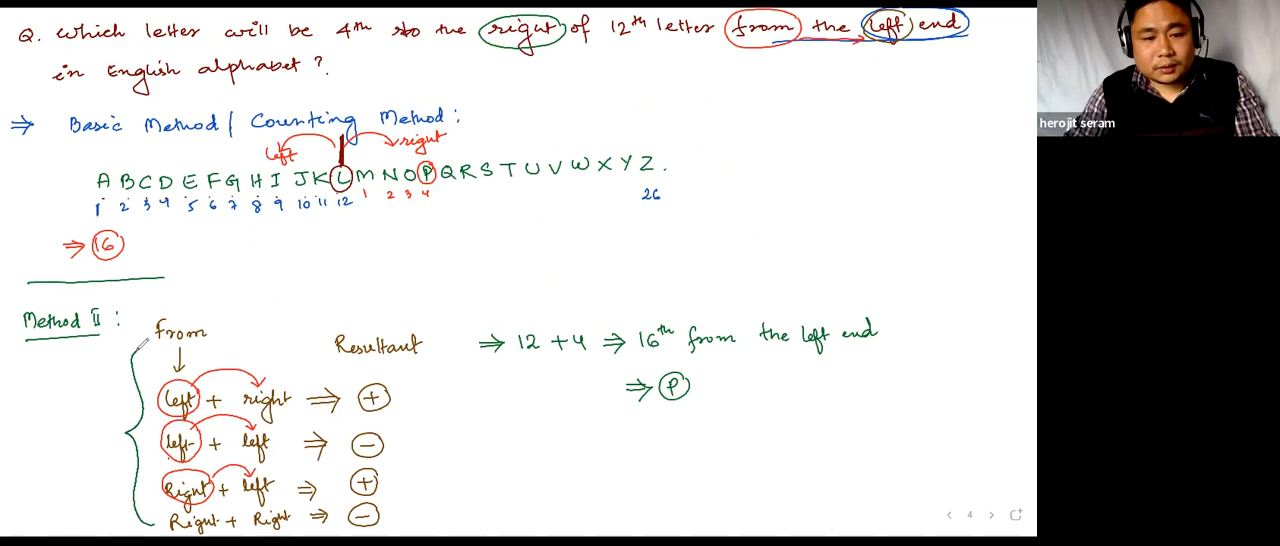 Q. Which letter will be 4th to the right of 12th letter from the left end
in English alphabet?
herojit seram
⇒ Basic Method / Counting Method:
left right
A B C D E F G H I J K L M N O P Q R S T U V W X Y Z.
1 2 3 4 5 6 7 8 9 10 11 12 1 2 3 4 26
⇒ 16
Method II:
From Resultant ⇒ 12 + 4 ⇒ 16th from the left end
⇒ P
left + right ⇒ +
left + left ⇒ −
Right + left ⇒ +
Right + Right ⇒ −
< 4 >